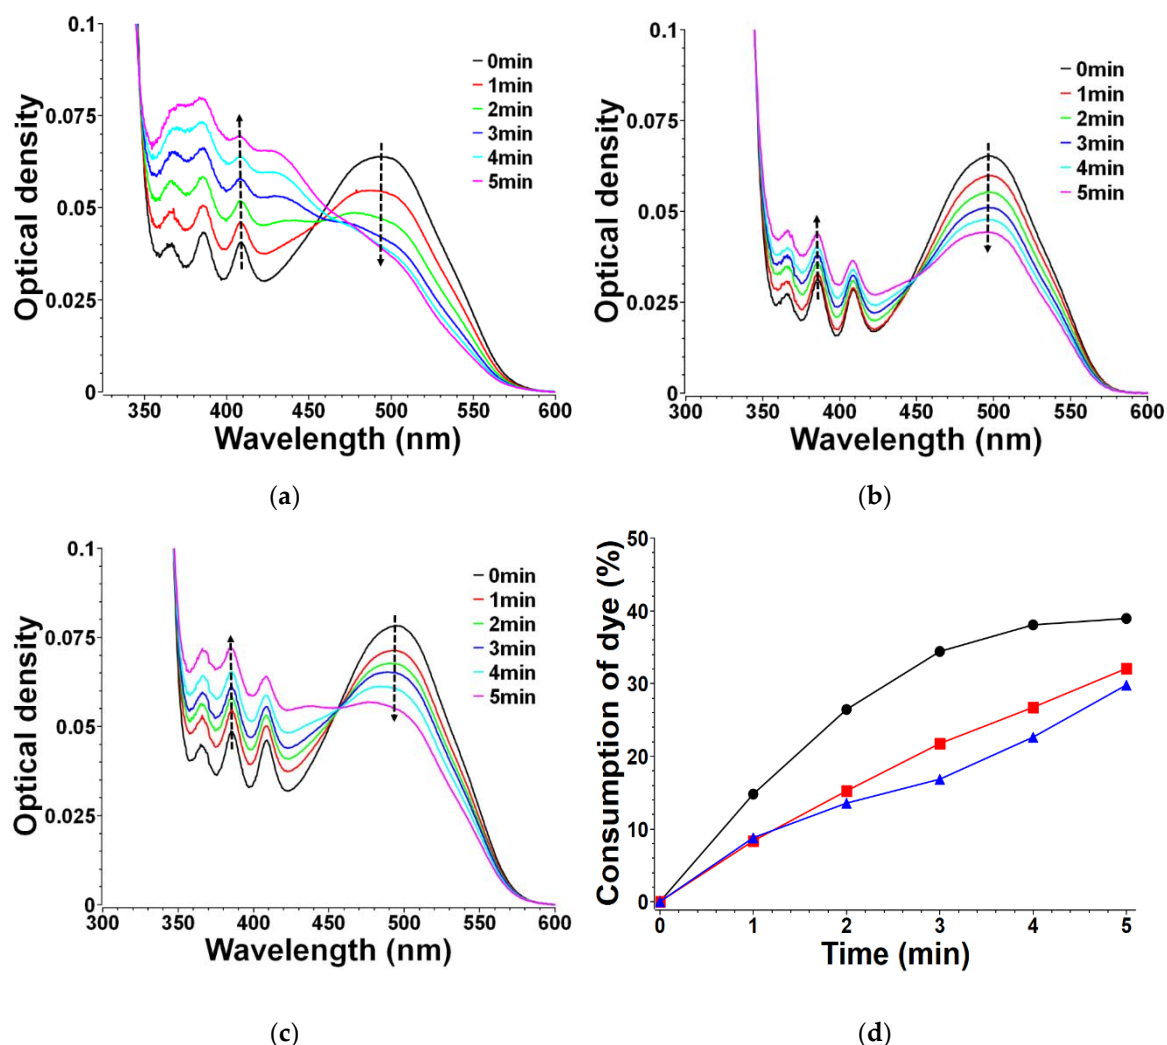 0.1
0.075
0.05
0.025
0
Optical density
350 400 450 500 550 600
Wavelength (nm)
0min
1min
2min
3min
4min
5min
(a)
0.1
0.075
0.05
0.025
0
Optical density
300 350 400 450 500 550 600
Wavelength (nm)
0min
1min
2min
3min
4min
5min
(b)
0.1
0.075
0.05
0.025
0
Optical density
300 350 400 450 500 550 600
Wavelength (nm)
0min
1min
2min
3min
4min
5min
(c)
50
40
30
20
10
0
Consumption of dye (%)
0 1 2 3 4 5
Time (min)
(d)